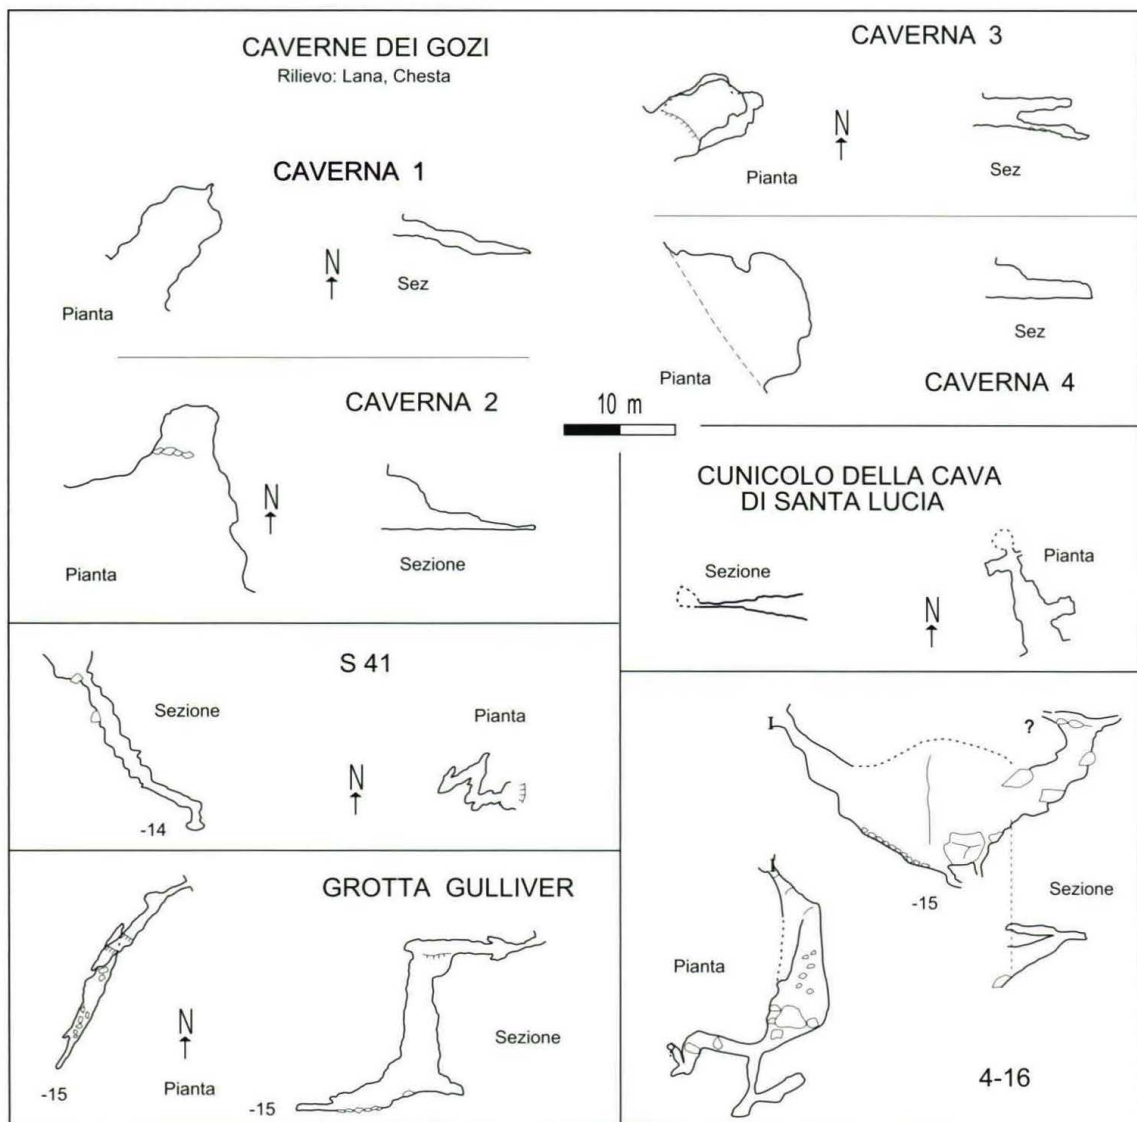 CAVERNE DEI GOZI
Rilievo: Lana, Chesta
CAVERNA 1
N
Sez
Pianta
CAVERNA 2
N
Pianta
Sezione
CAVERNA 3
N
Pianta
Sez
Sez
Pianta
CAVERNA 4
10 m
CUNICOLO DELLA CAVA
DI SANTA LUCIA
Pianta
Sezione
N
S 41
Sezione
Pianta
N
-14
GROTTA GULLIVER
N
Sezione
Pianta
-15
-15
I
?
I
-15
Sezione
Pianta
4-16